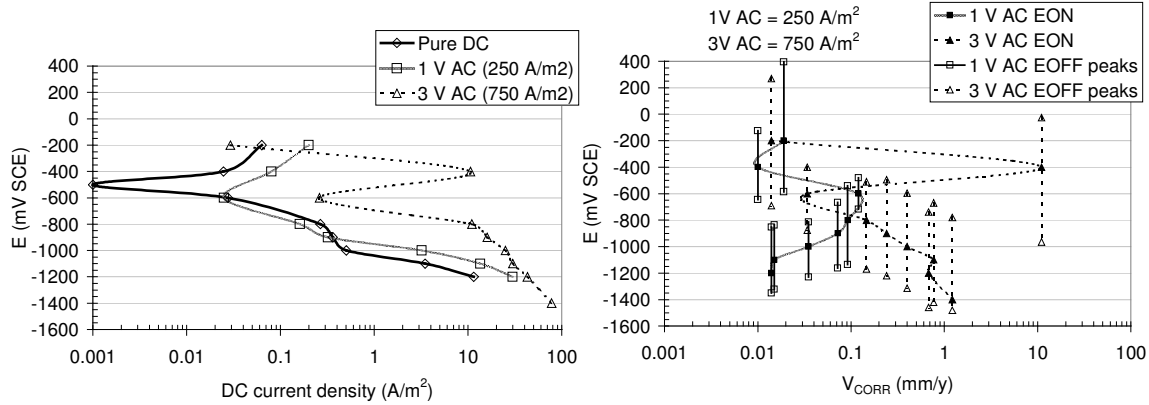 Pure DC
1 V AC (250 A/m2)
3 V AC (750 A/m2)
400
200
0
-200
-400
-600
-800
-1000
-1200
-1400
-1600
E (mV SCE)
0.001
0.01
0.1
1
10
100
DC current density (A/m²)
1V AC = 250 A/m²
3V AC = 750 A/m²
1 V AC EON
3 V AC EON
1 V AC EOFF peaks
3 V AC EOFF peaks
400
200
0
-200
-400
-600
-800
-1000
-1200
-1400
-1600
E (mV SCE)
0.001
0.01
0.1
1
10
100
VCORR (mm/y)